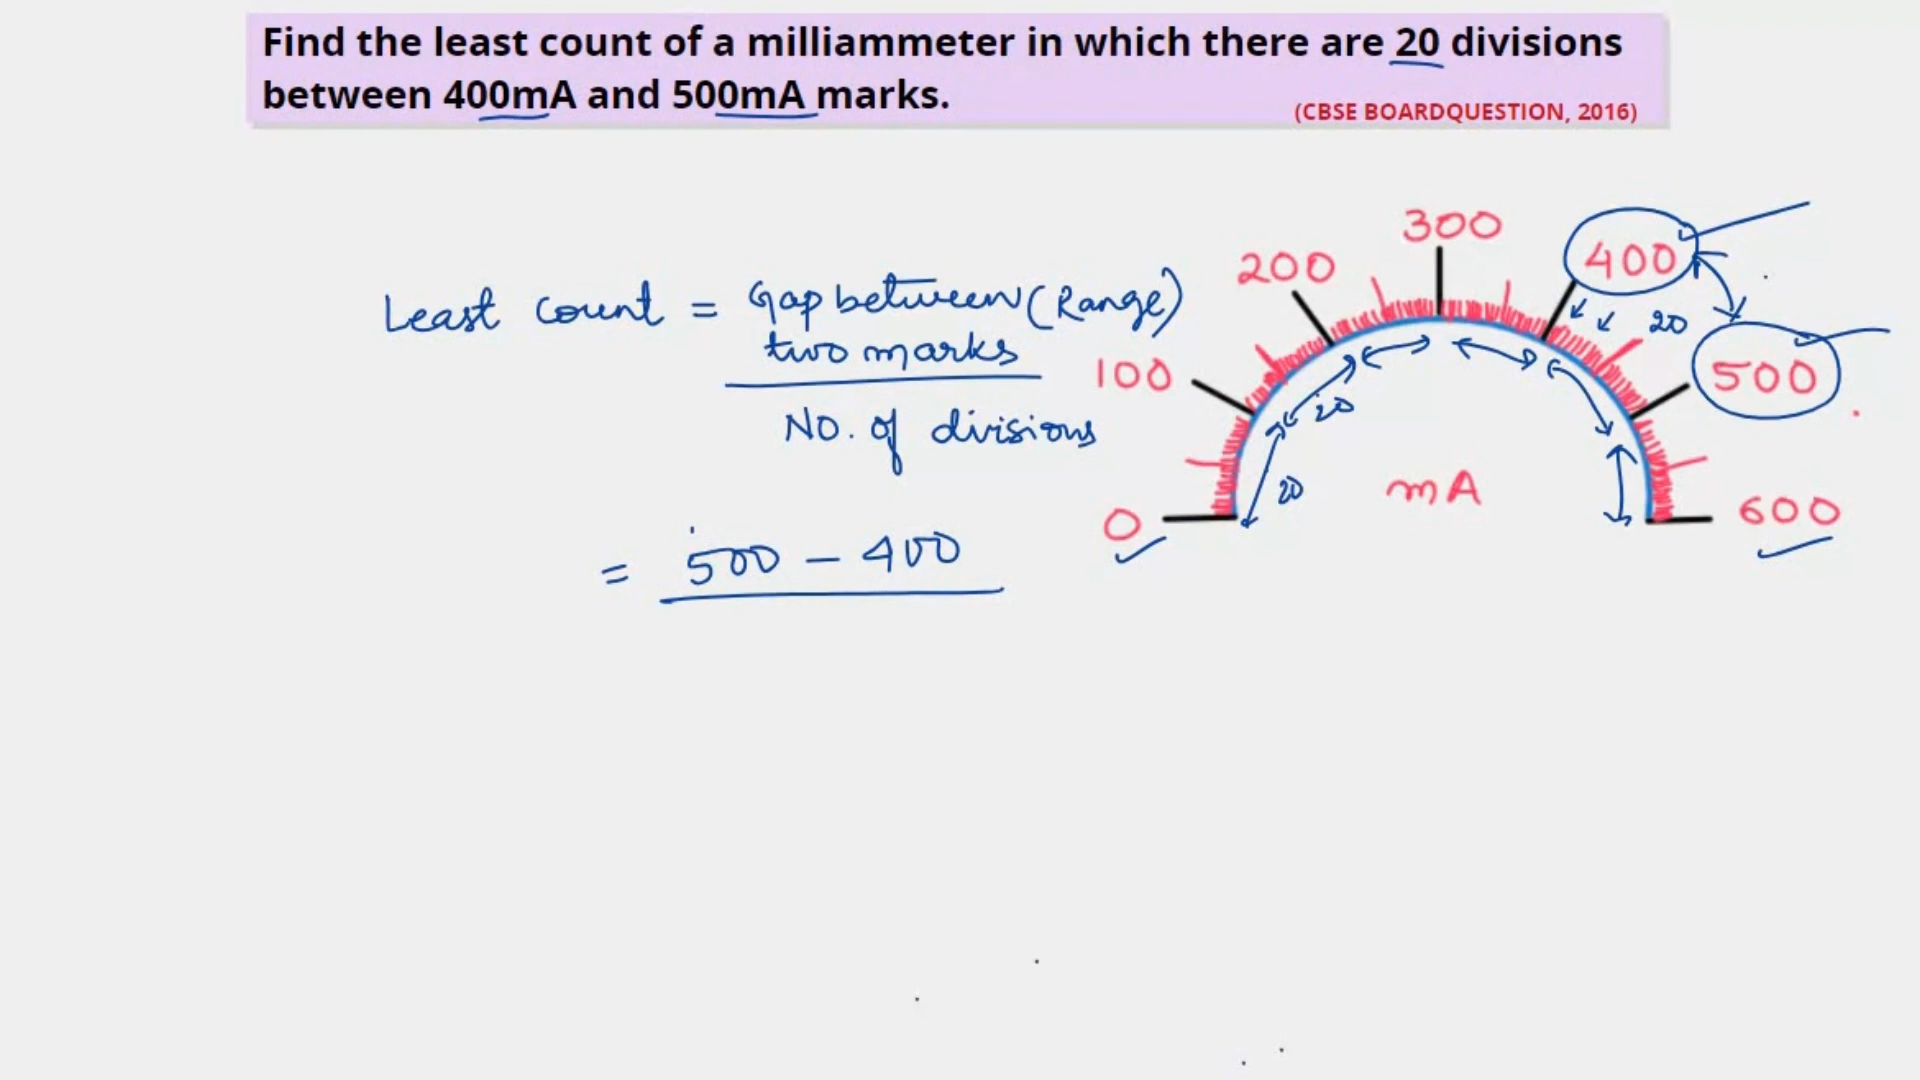 Find the least count of a milliammeter in which there are 20 divisions
between 400mA and 500mA marks.
(CBSE BOARDQUESTION, 2016)
Least count = Gap between (Range)
two marks
No. of divisions
= 500 - 400
0
100
200
300
400
500
600
mA
20
20
20